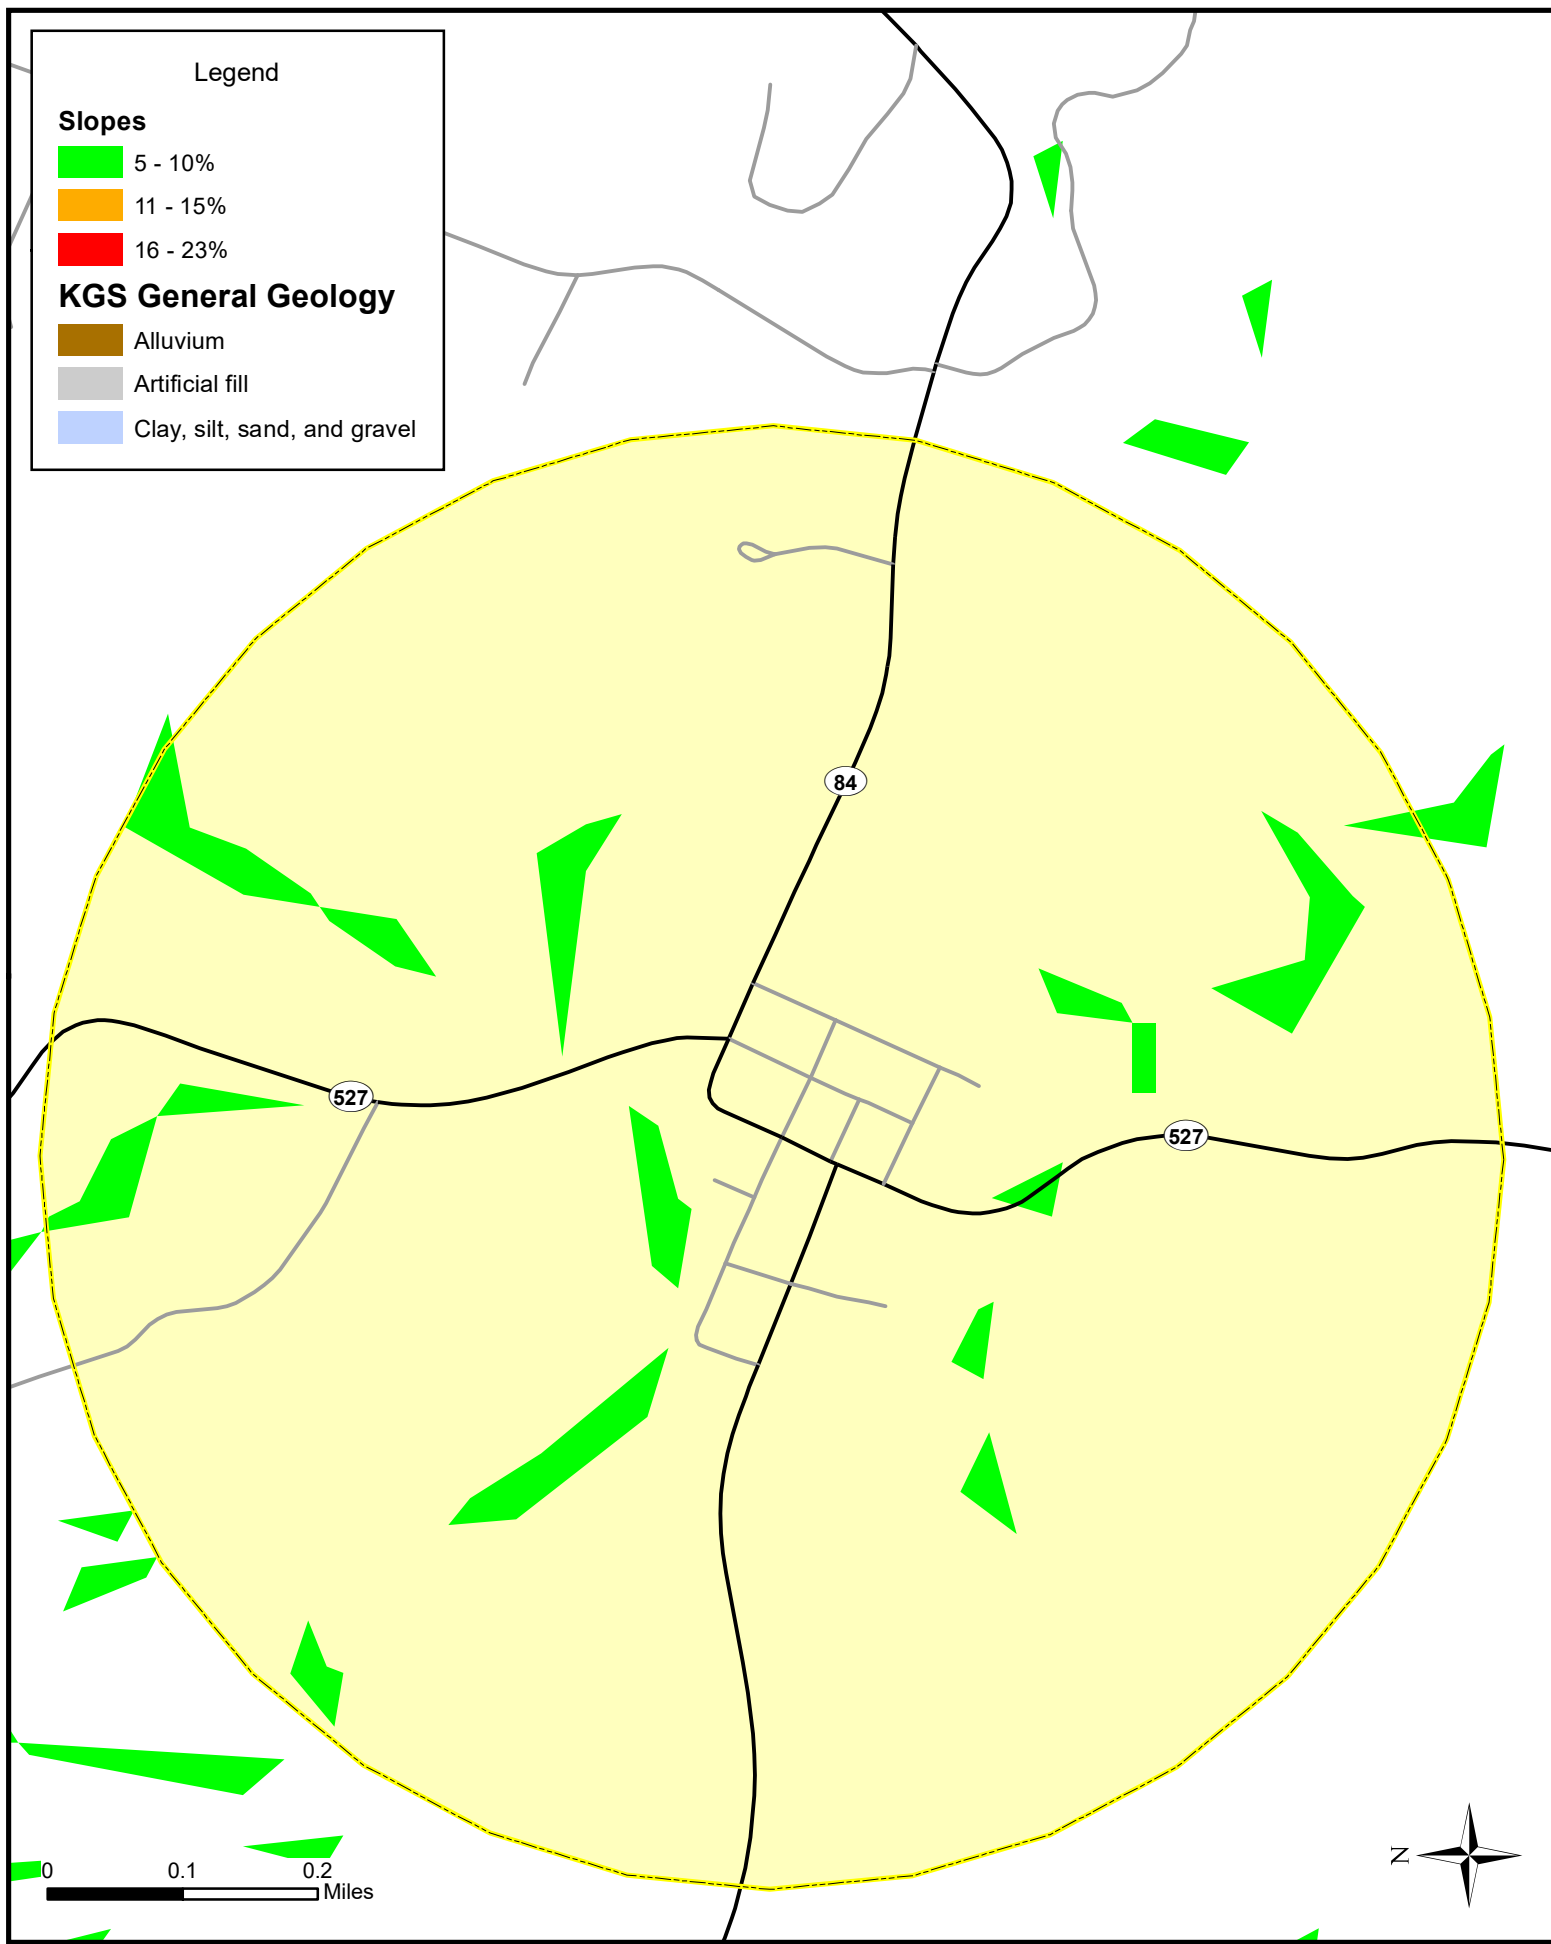 Legend
Slopes
5 - 10%
11 - 15%
16 - 23%
KGS General Geology
Alluvium
Artificial fill
Clay, silt, sand, and gravel
84
527
527
0 0.1 0.2
Miles
N